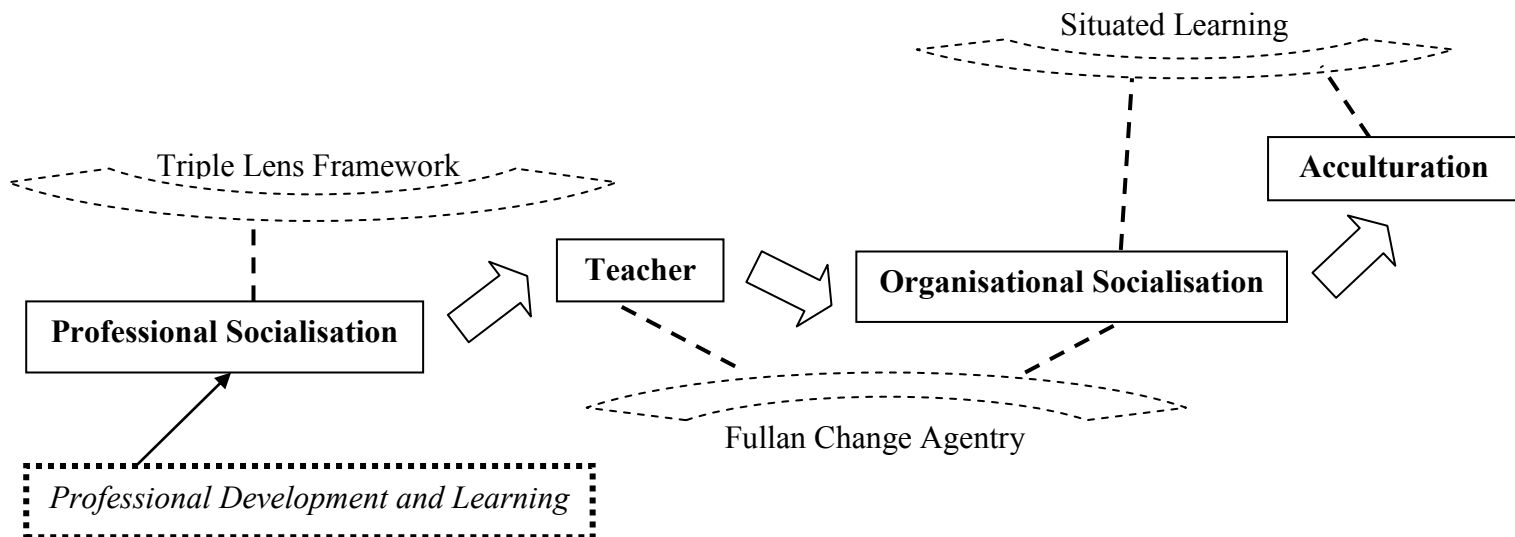 Situated Learning
Triple Lens Framework
Acculturation
Teacher
Organisational Socialisation
Professional Socialisation
Fullan Change Agentry
Professional Development and Learning